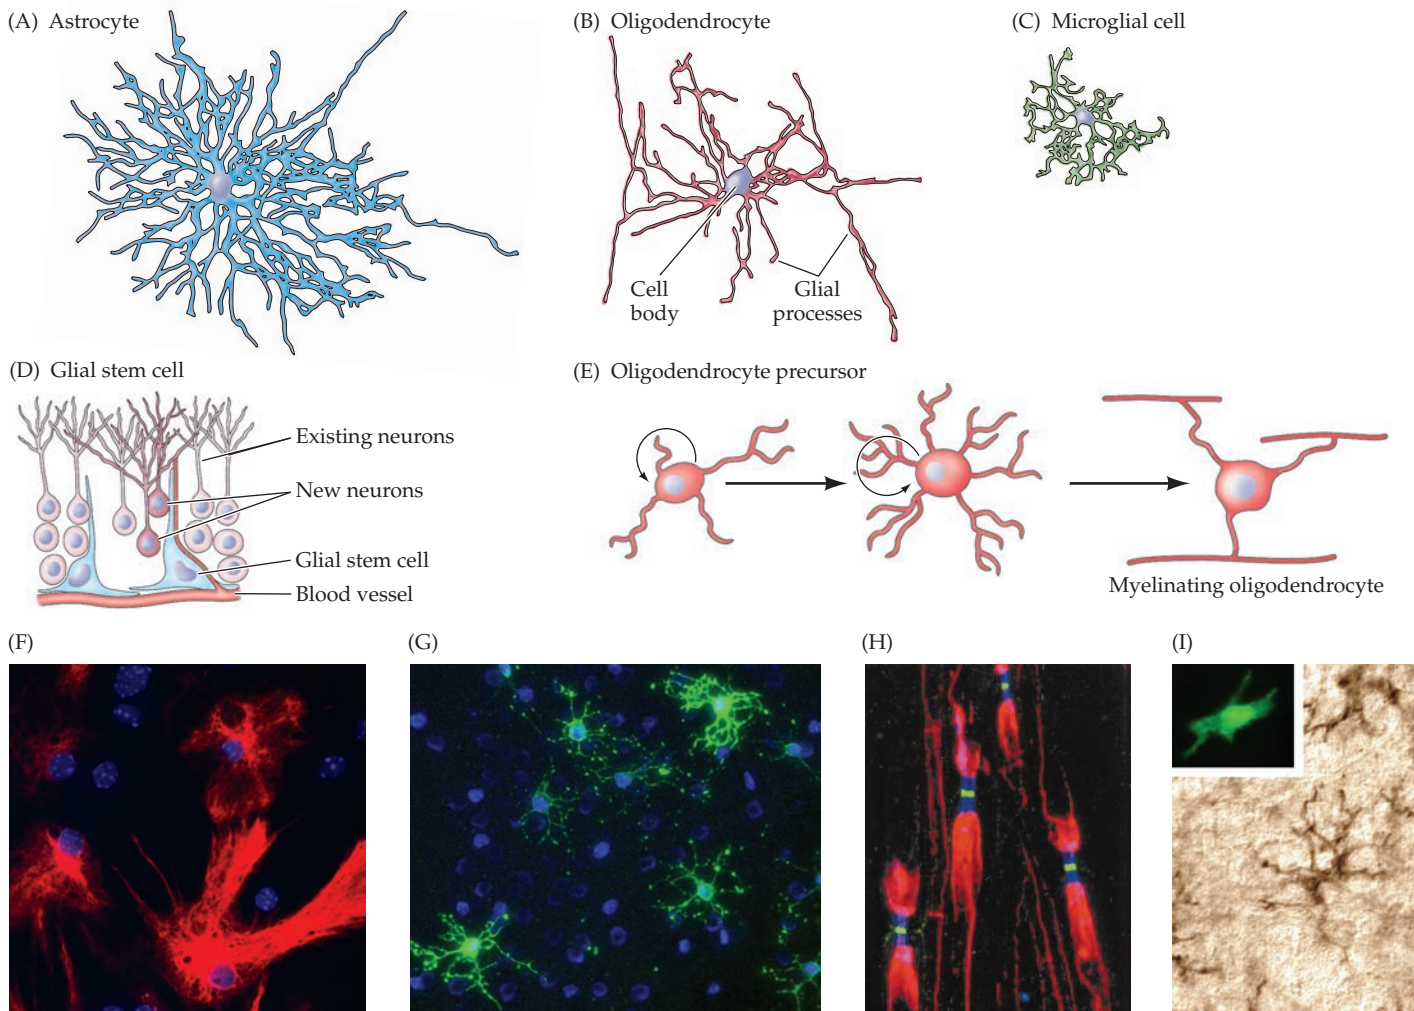 (A) Astrocyte
(B) Oligodendrocyte
(C) Microglial cell
Cell
body
Glial
processes
(D) Glial stem cell
Existing neurons
New neurons
Glial stem cell
Blood vessel
(E) Oligodendrocyte precursor
Myelinating oligodendrocyte
(F)
(G)
(H)
(I)